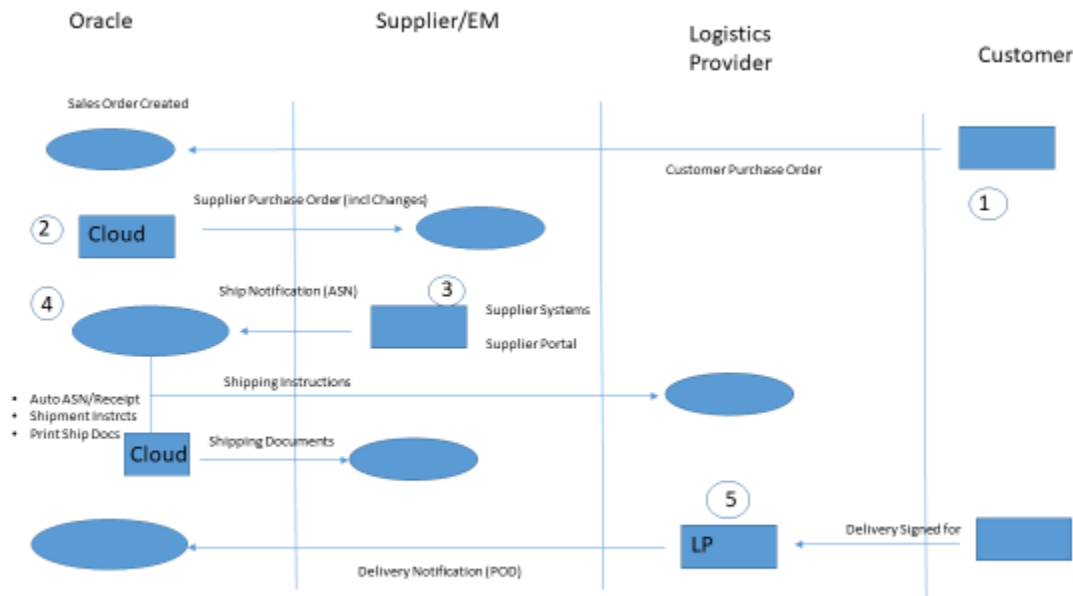 Oracle
Supplier/EM
Logistics
Provider
Customer
Sales Order Created
Customer Purchase Order
1
Supplier Purchase Order (incl Changes)
2
Cloud
Ship Notification (ASN)
3
4
Supplier Systems
Supplier Portal
Shipping Instructions
• Auto ASN/Receipt
• Shipment Instrcts
• Print Ship Docs
Cloud
Shipping Documents
5
LP
Delivery Signed for
Delivery Notification (POD)